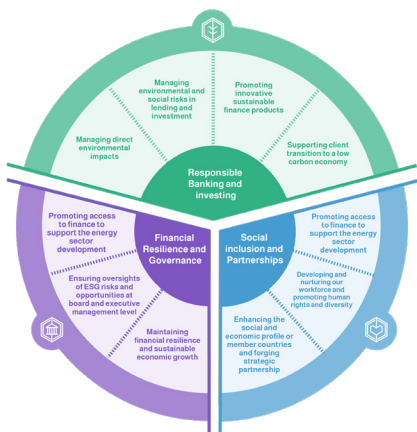 Managing direct
environmental
impacts
Managing
environmental and
social risks in
lending and
investment
Promoting
innovative
sustainable
finance products
Supporting client
transition to a low
carbon economy
Responsible
Banking and
investing
Promoting access
to finance to
support the energy
sector
development
Ensuring oversights
of ESG risks and
opportunities at
board and executive
management level
Maintaining
financial resilience
and sustainable
economic growth
Financial
Resilience and
Governance
Social
inclusion and
Partnerships
Promoting access
to finance to
support the energy
sector
development
Developing and
nurturing our
workforce and
promoting human
rights and diversity
Enhancing the
social and
economic profile or
member countries
and forging
strategic
partnership